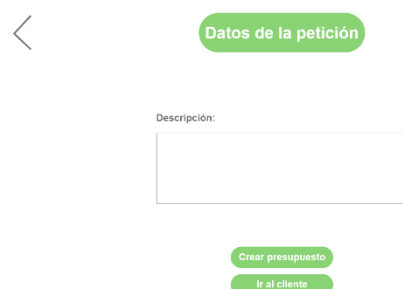 Datos de la petición
Descripción:
Crear presupuesto
Ir al cliente